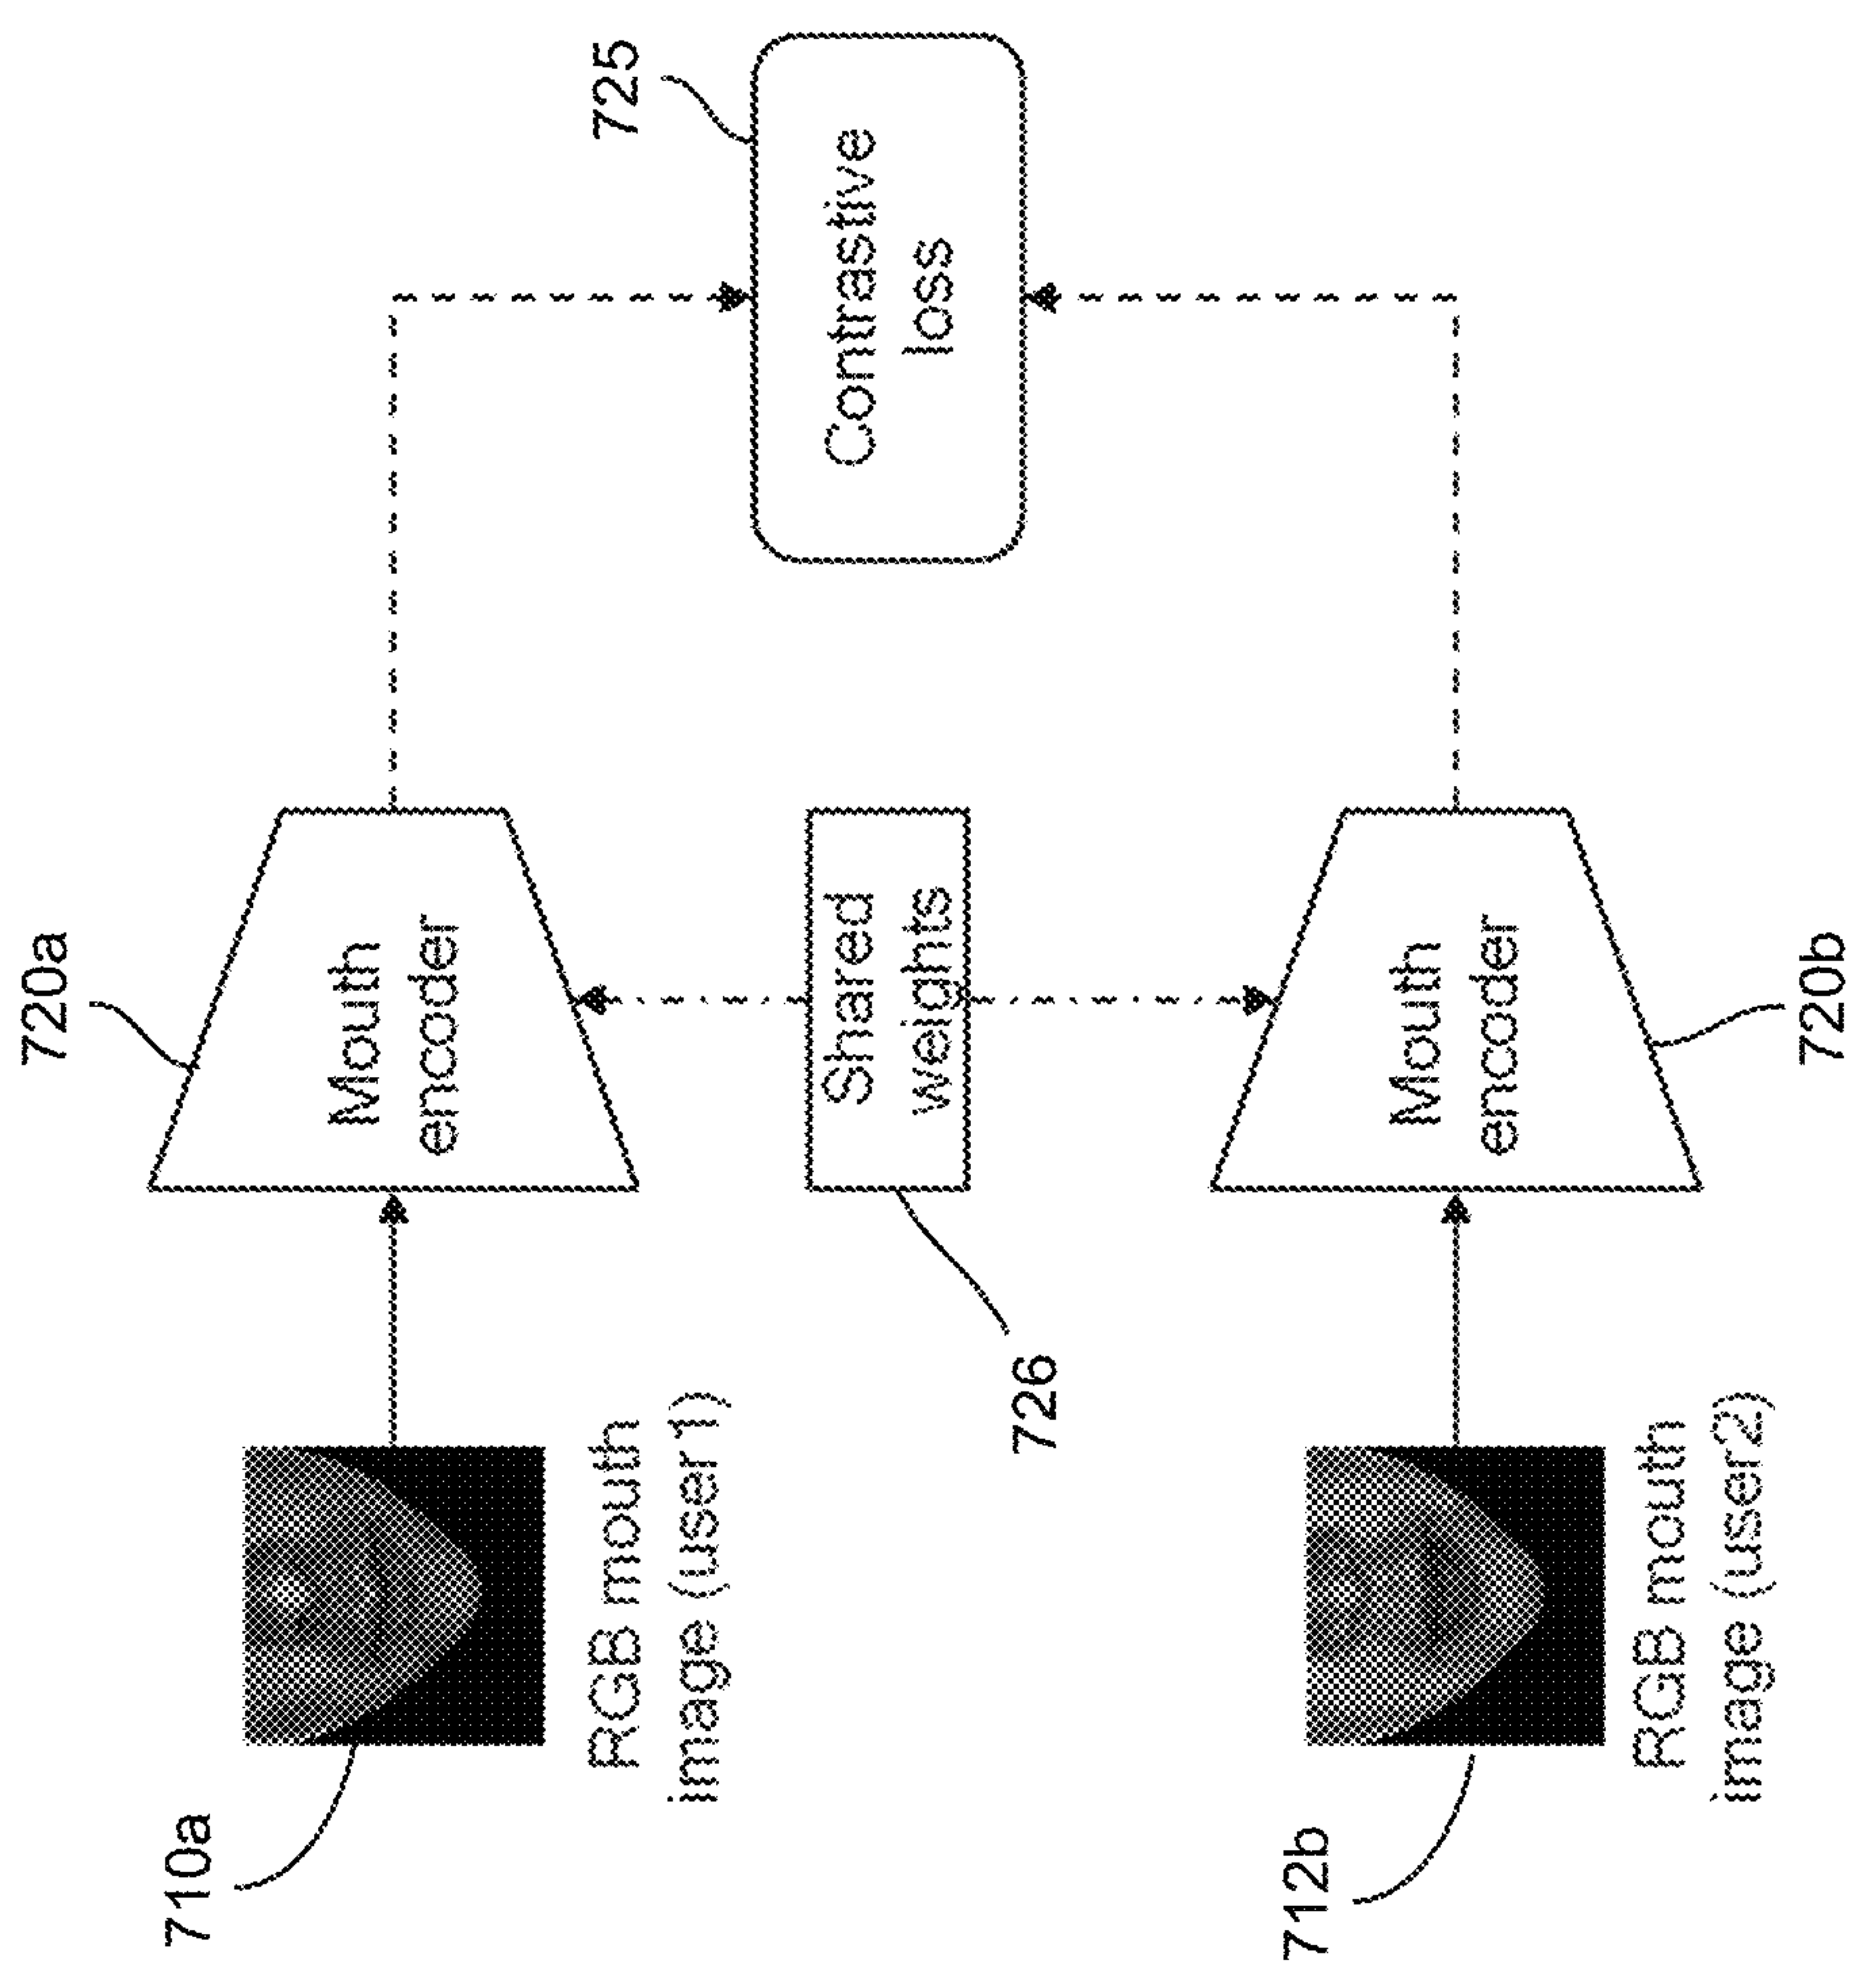 710a
RGB mouth
image (user1)
720a
Mouth
encoder
726
Shared
weights
725
Contrastive
loss
712b
RGB mouth
image (user2)
Mouth
encoder
720b